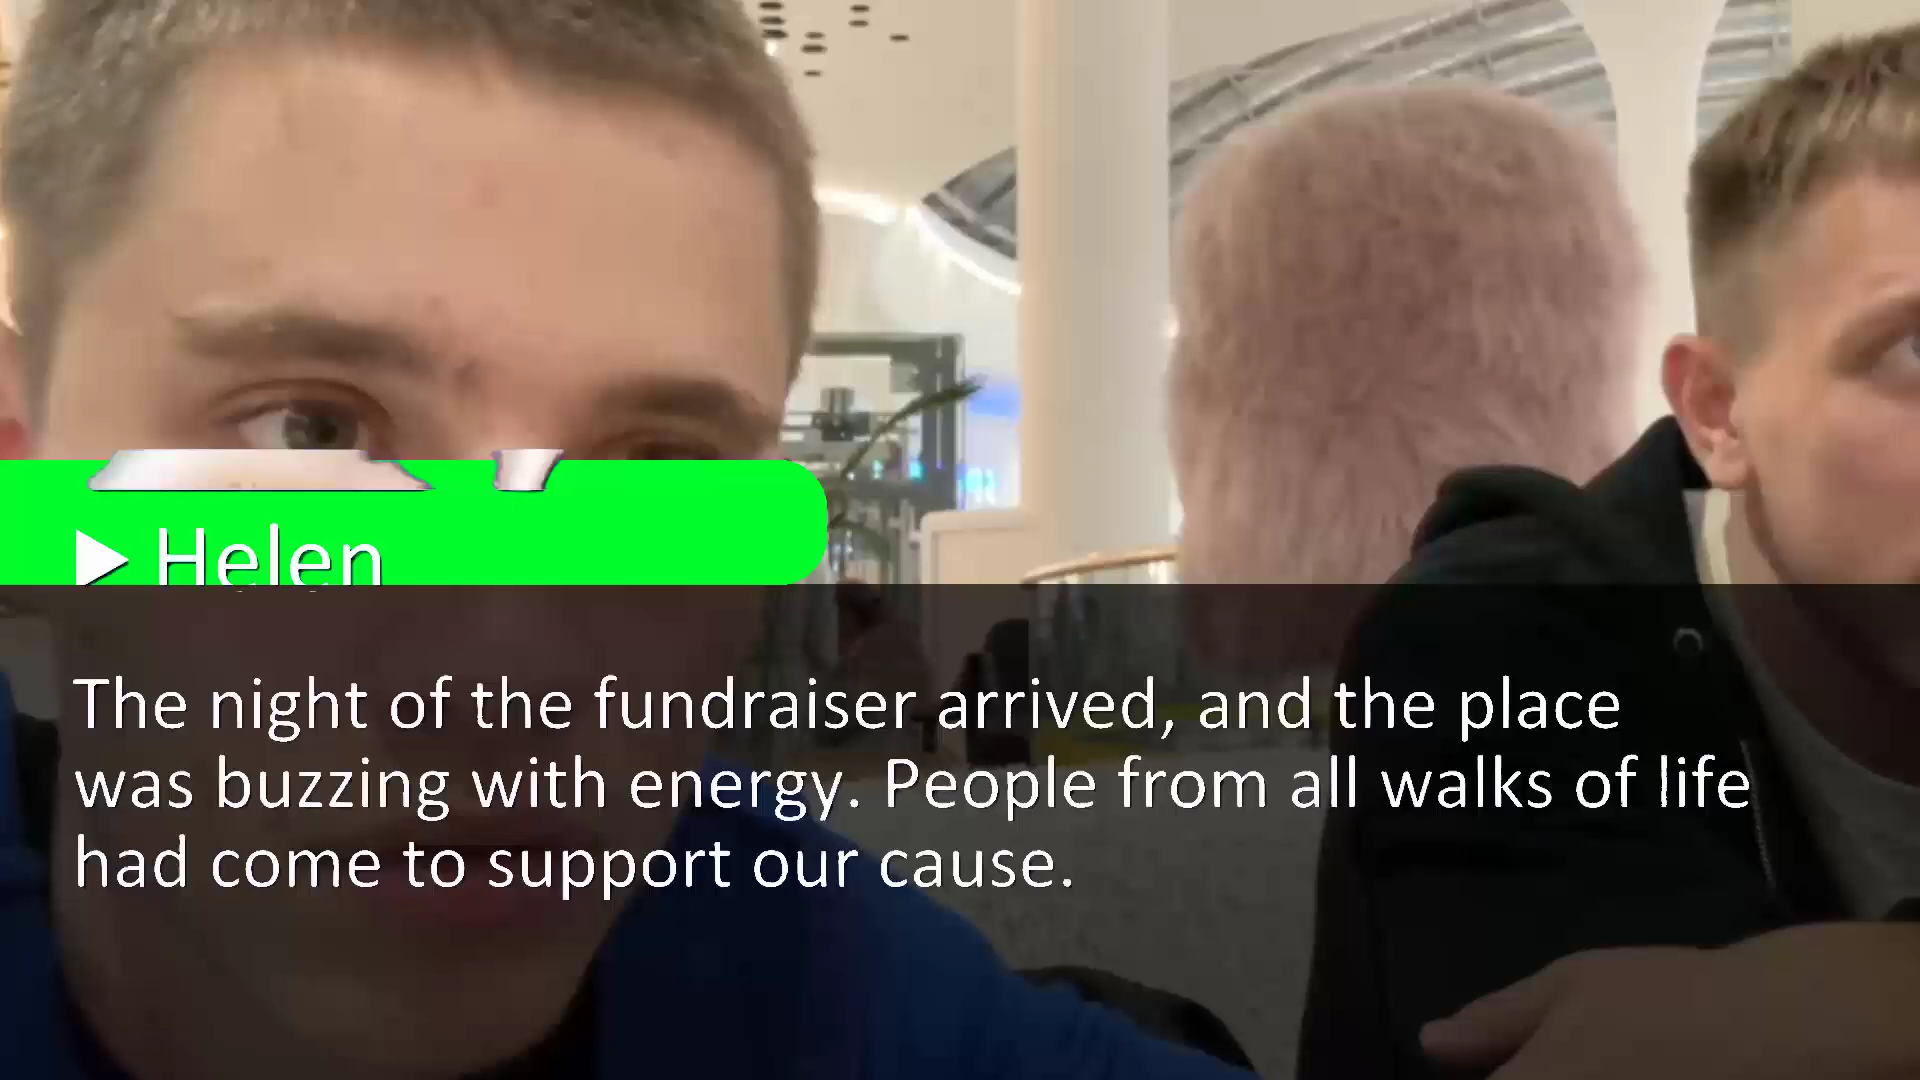 ▶ Helen
The night of the fundraiser arrived, and the place
was buzzing with energy. People from all walks of life
had come to support our cause.